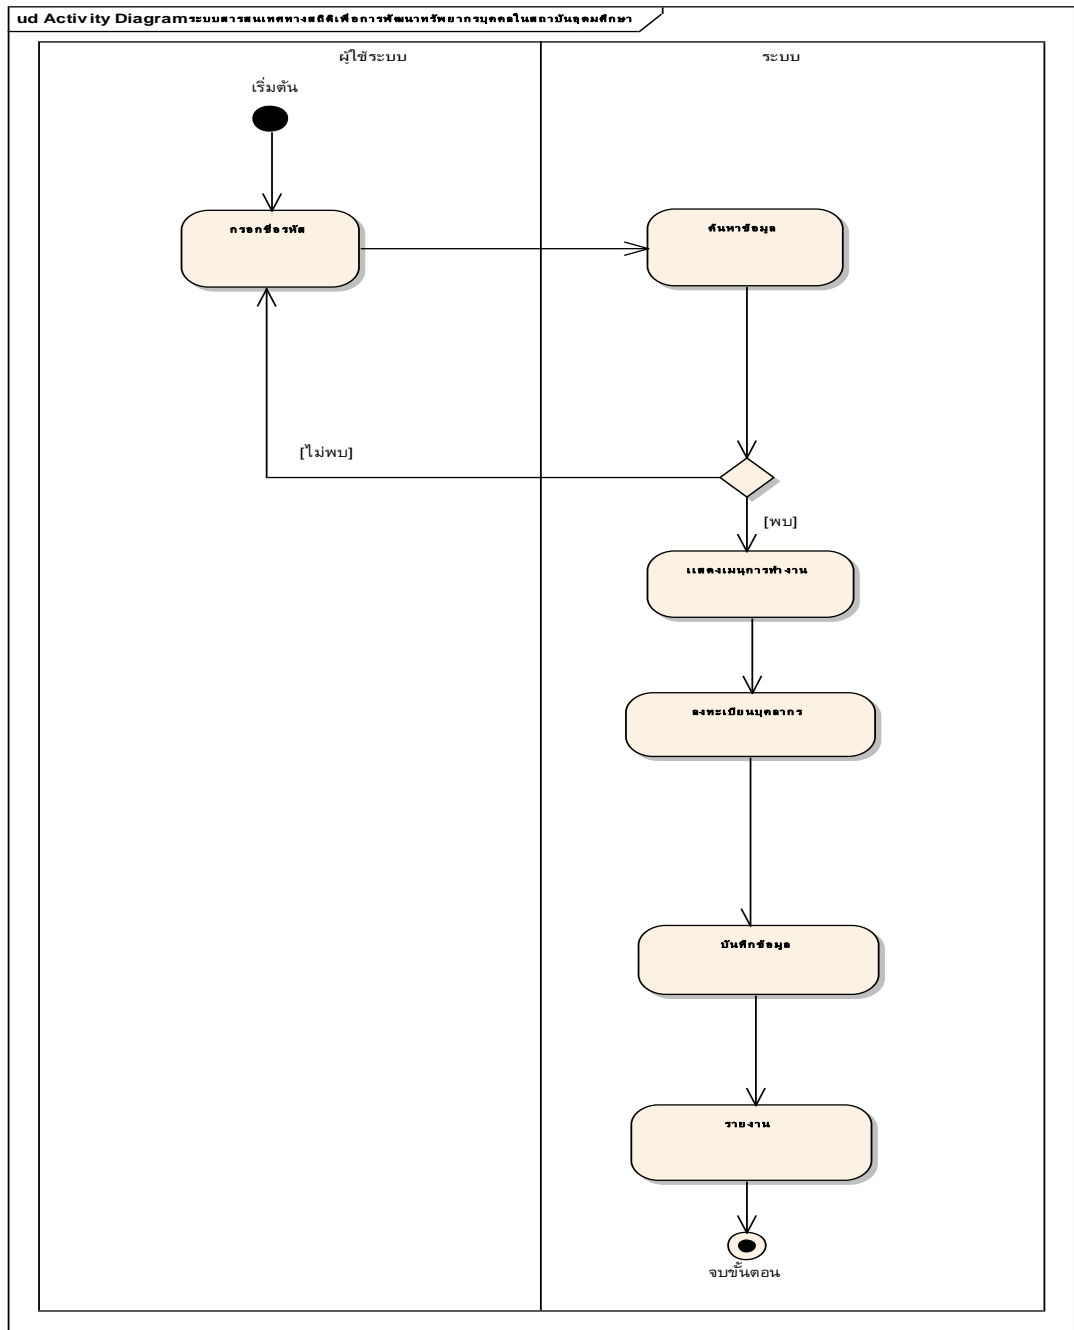 ud Activity Diagramระบบสารสนเทศทางสถิติเพื่อการพัฒนาทรัพยากรบุคคลในสถาบันอุดมศึกษา
ผู้ใช้ระบบ
ระบบ
เริ่มต้น
กรอกชื่อรหัส
ค้นหาข้อมูล
[ไม่พบ]
[พบ]
แสดงเมนูการทำงาน
ลงทะเบียนบุคลากร
บันทึกข้อมูล
รายงาน
จบขั้นตอน